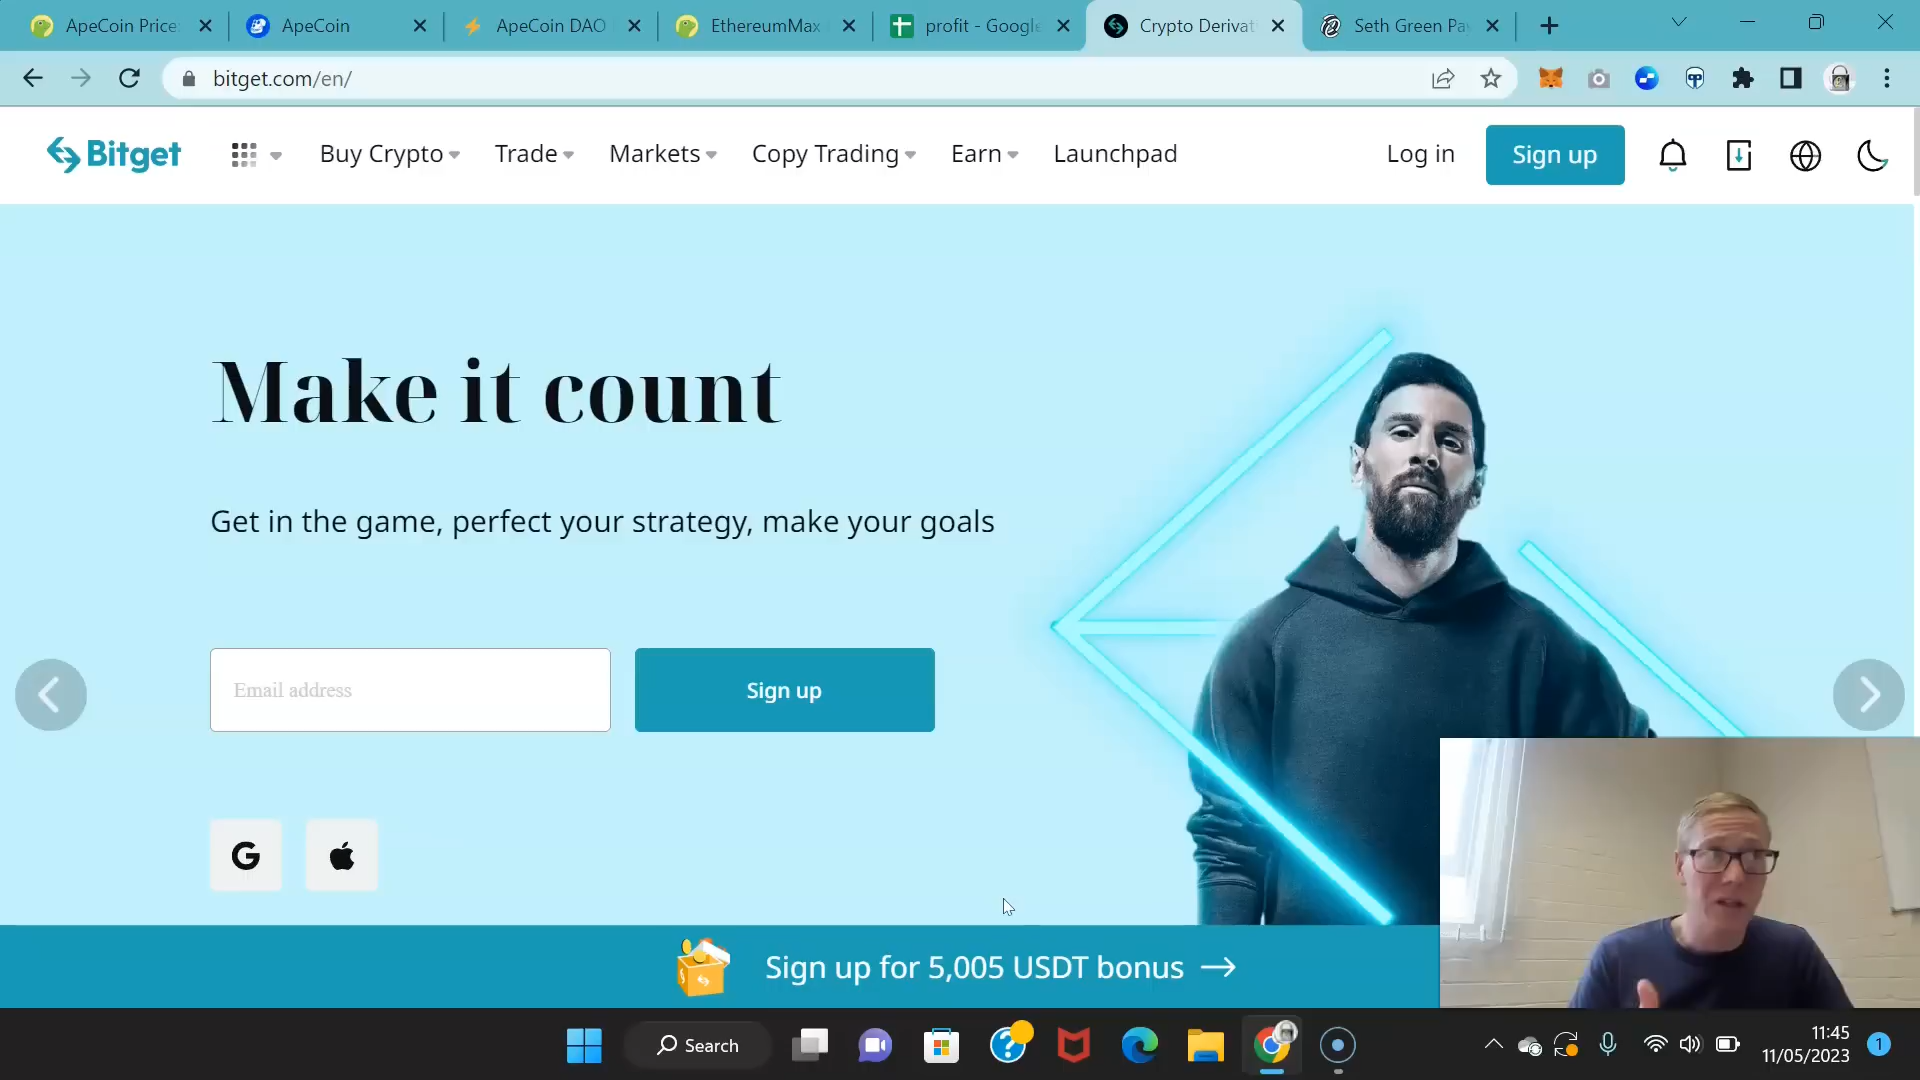 ApeCoin Price:
ApeCoin
ApeCoin DAO
EthereumMax
profit - Google
Crypto Derivat
Seth Green Pay
bitget.com/en/
Bitget
Buy Crypto
Trade
Markets
Copy Trading
Earn
Launchpad
Log in
Sign up
Make it count
Get in the game, perfect your strategy, make your goals
Email address
Sign up
Sign up for 5,005 USDT bonus
Search
11:45
11/05/2023
1